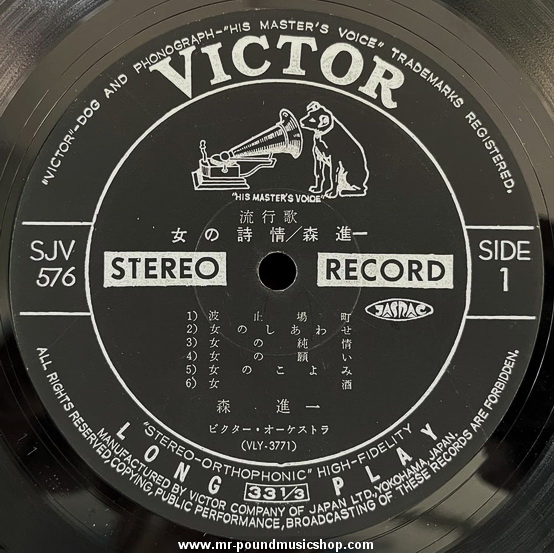 "VICTOR"-DOG AND PHONOGRAPH-"HIS MASTER'S VOICE" TRADEMARKS REGISTERED.
VICTOR
"HIS MASTER'S VOICE"
流行歌
女の詩情/森進一
SJV
576
STEREO
RECORD
SIDE
1
JASRAC
1) 波止場町
2) 女のしあわせ
3) 女の純情
4) 女の願い
5) 女のこよみ
6) 女酒
森進一
ビクター・オーケストラ
(VLY-3771)
"STEREO-ORTHOPHONIC" HIGH-FIDELITY
LONG 33 1/3 PLAY
MANUFACTURED BY VICTOR COMPANY OF JAPAN LTD., YOKOHAMA, JAPAN.
ALL RIGHTS RESERVED, COPYING, PUBLIC PERFORMANCE, BROADCASTING OF THESE RECORDS ARE FORBIDDEN.
www.mr-poundmusicshop.com